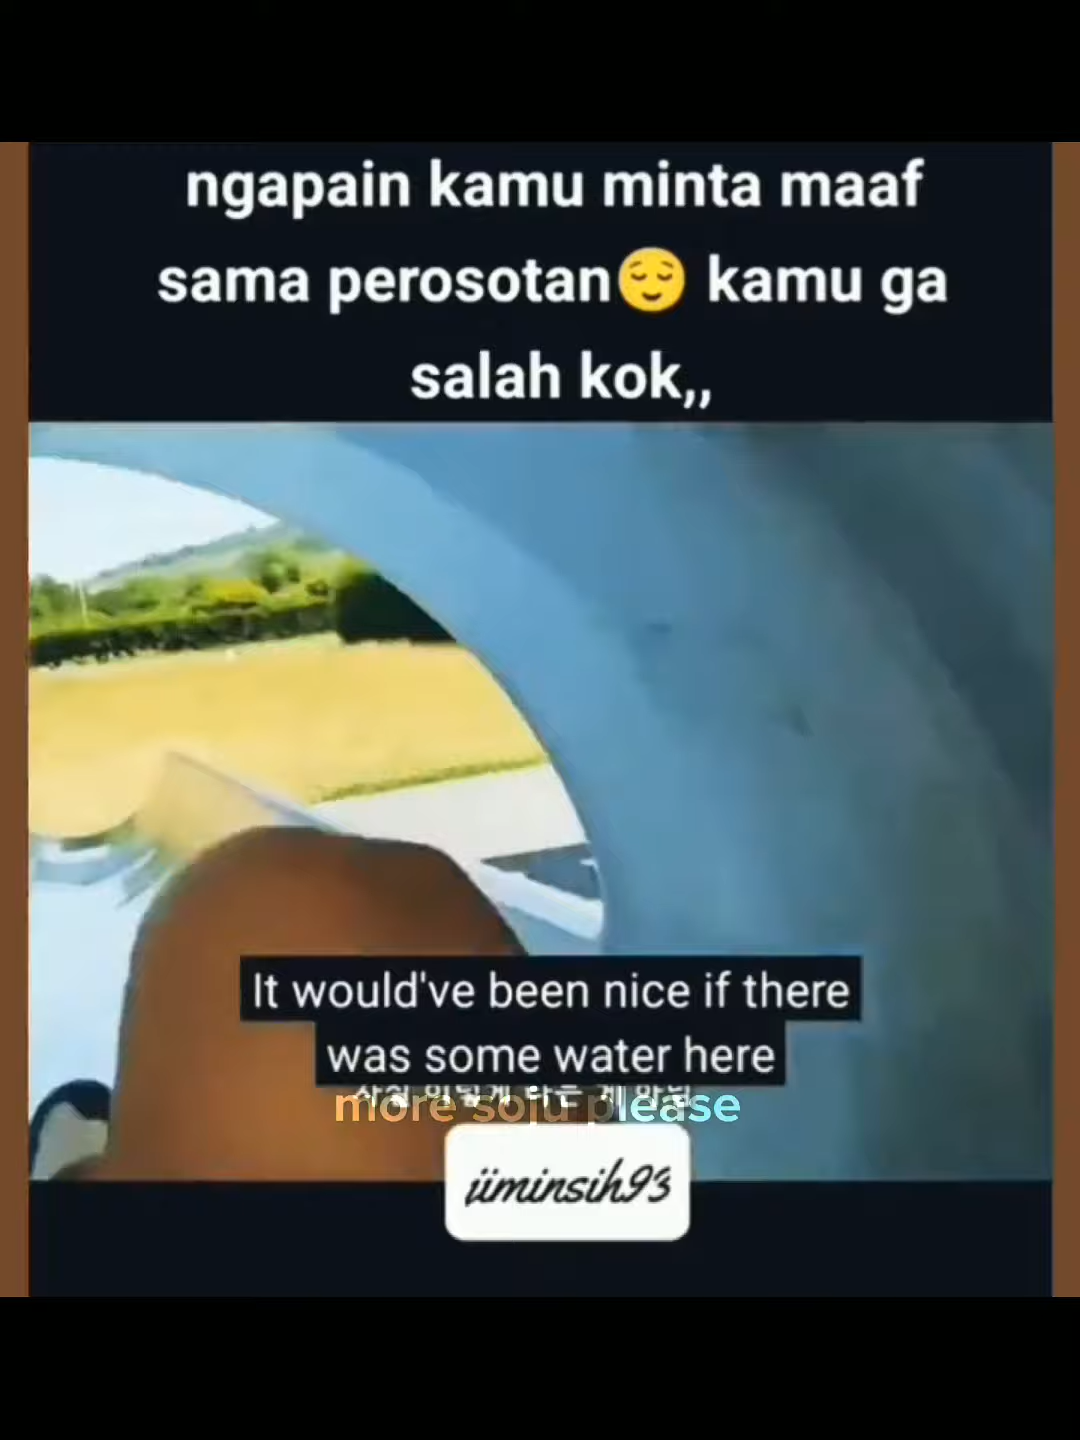 ngapain kamu minta maaf
sama perosotan😌 kamu ga
salah kok,,
It would've been nice if there
was some water here
more soju please
jiminsih93